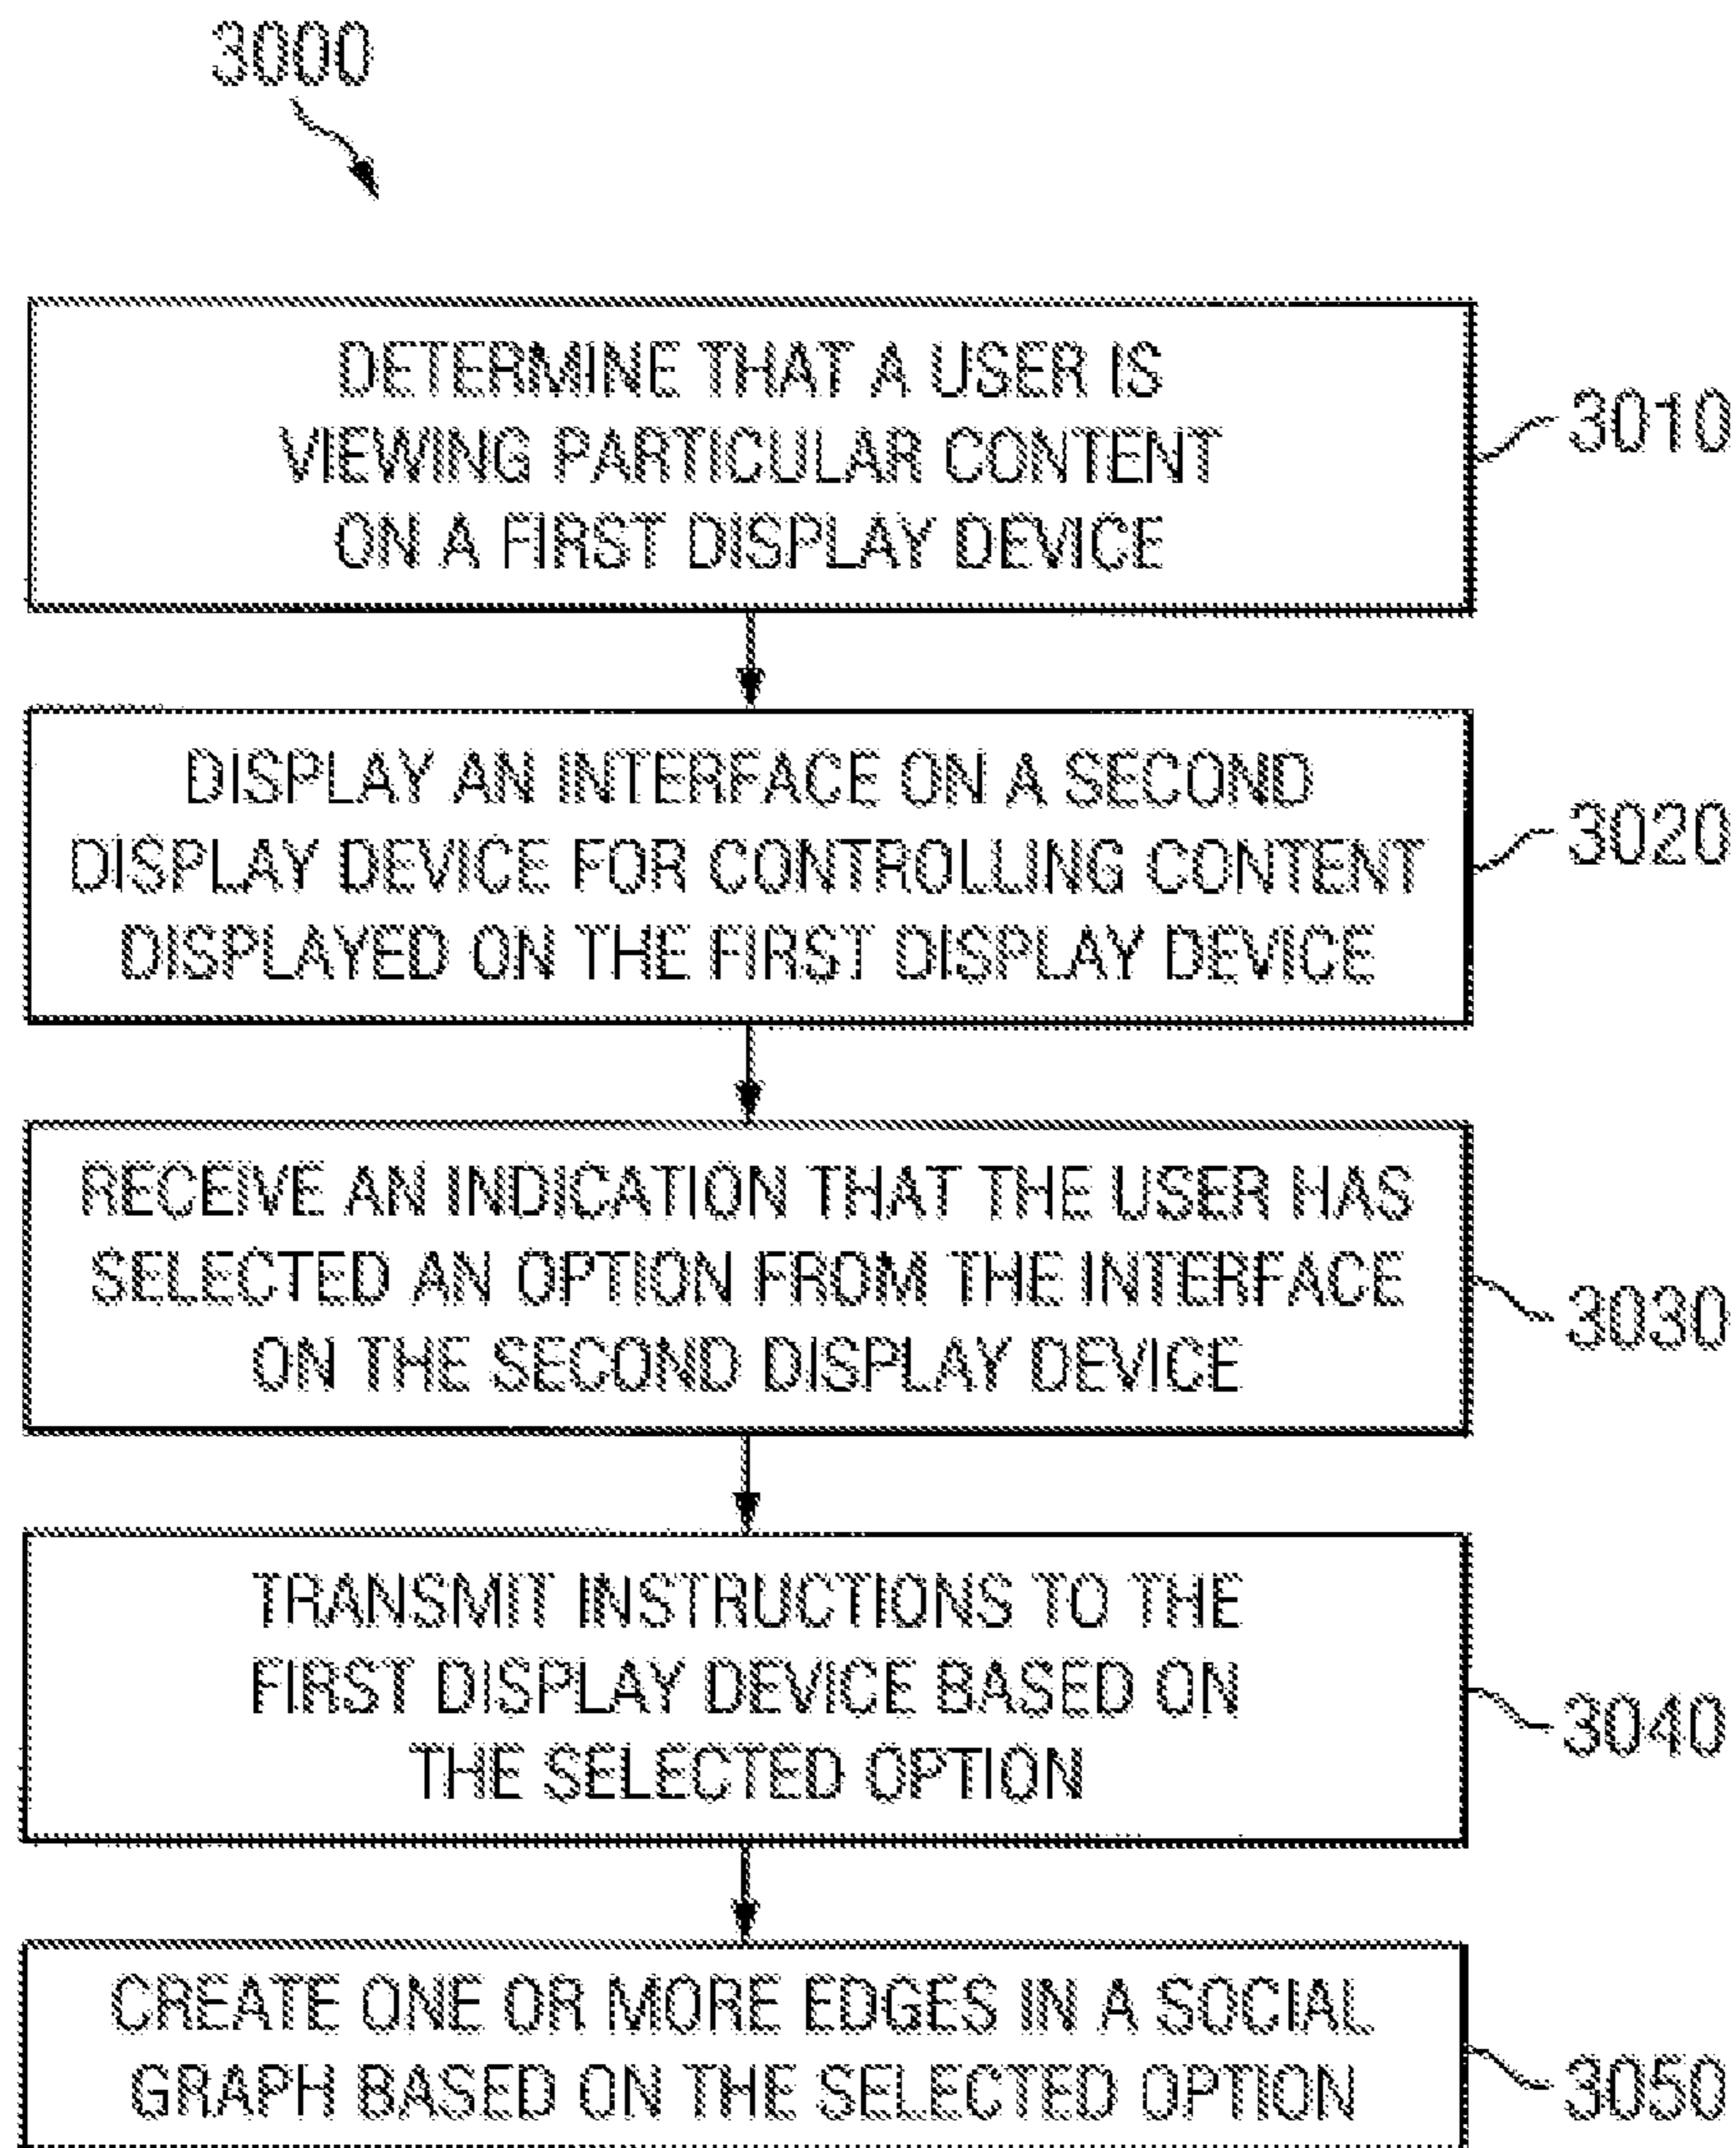 3000
DETERMINE THAT A USER IS
VIEWING PARTICULAR CONTENT
ON A FIRST DISPLAY DEVICE
3010
DISPLAY AN INTERFACE ON A SECOND
DISPLAY DEVICE FOR CONTROLLING CONTENT
DISPLAYED ON THE FIRST DISPLAY DEVICE
3020
RECEIVE AN INDICATION THAT THE USER HAS
SELECTED AN OPTION FROM THE INTERFACE
ON THE SECOND DISPLAY DEVICE
3030
TRANSMIT INSTRUCTIONS TO THE
FIRST DISPLAY DEVICE BASED ON
THE SELECTED OPTION
3040
CREATE ONE OR MORE EDGES IN A SOCIAL
GRAPH BASED ON THE SELECTED OPTION
3050